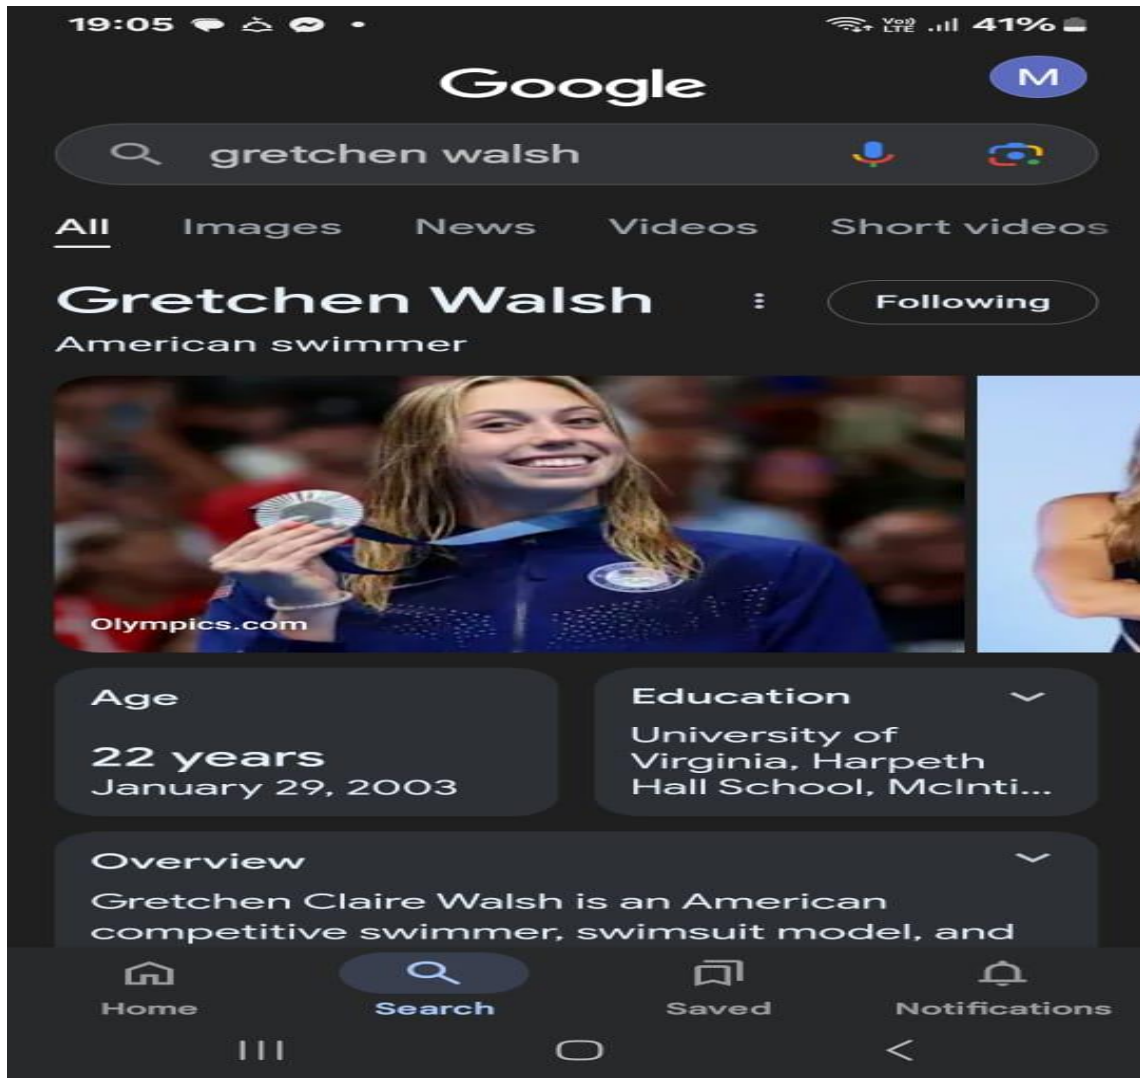 19:05
Vo)) LTE 41%
Google
M
gretchen walsh
All Images News Videos Short videos
Gretchen Walsh Following
American swimmer
Olympics.com
Age
22 years
January 29, 2003
Education
University of
Virginia, Harpeth
Hall School, McInti...
Overview
Gretchen Claire Walsh is an American
competitive swimmer, swimsuit model, and
Home Search Saved Notifications